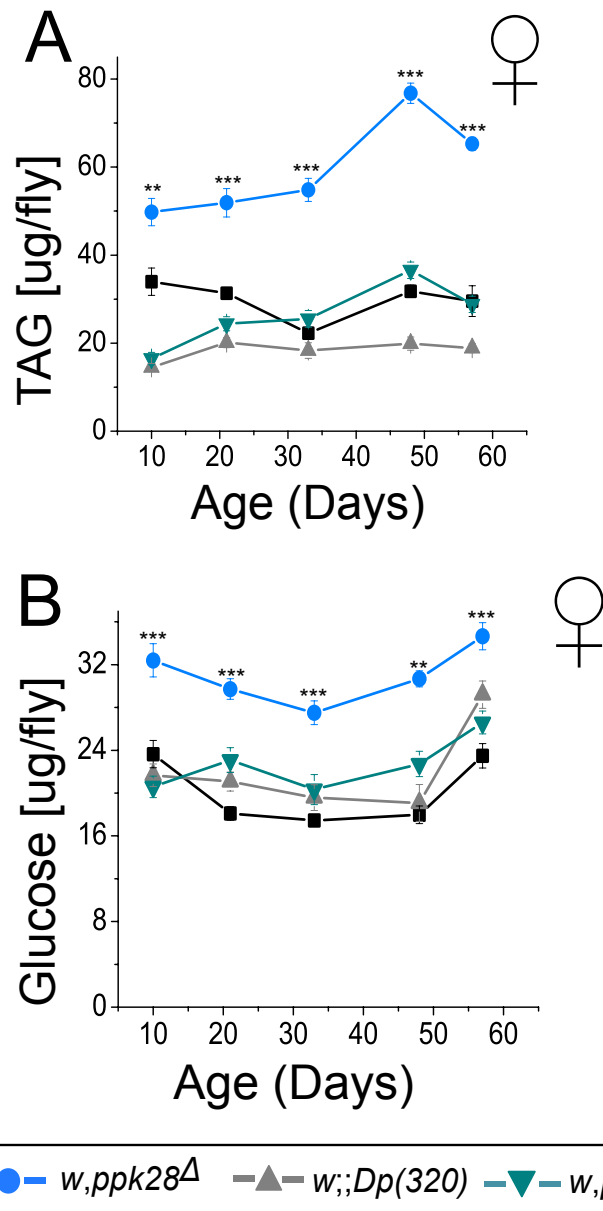 A
80
60
40
20
0
**
***
***
***
***
TAG [ug/fly]
10 20 30 40 50 60
Age (Days)
B
32
24
16
8
0
***
***
***
**
***
Glucose [ug/fly]
10 20 30 40 50 60
Age (Days)
w,ppk28Δ w;;Dp(320) w,